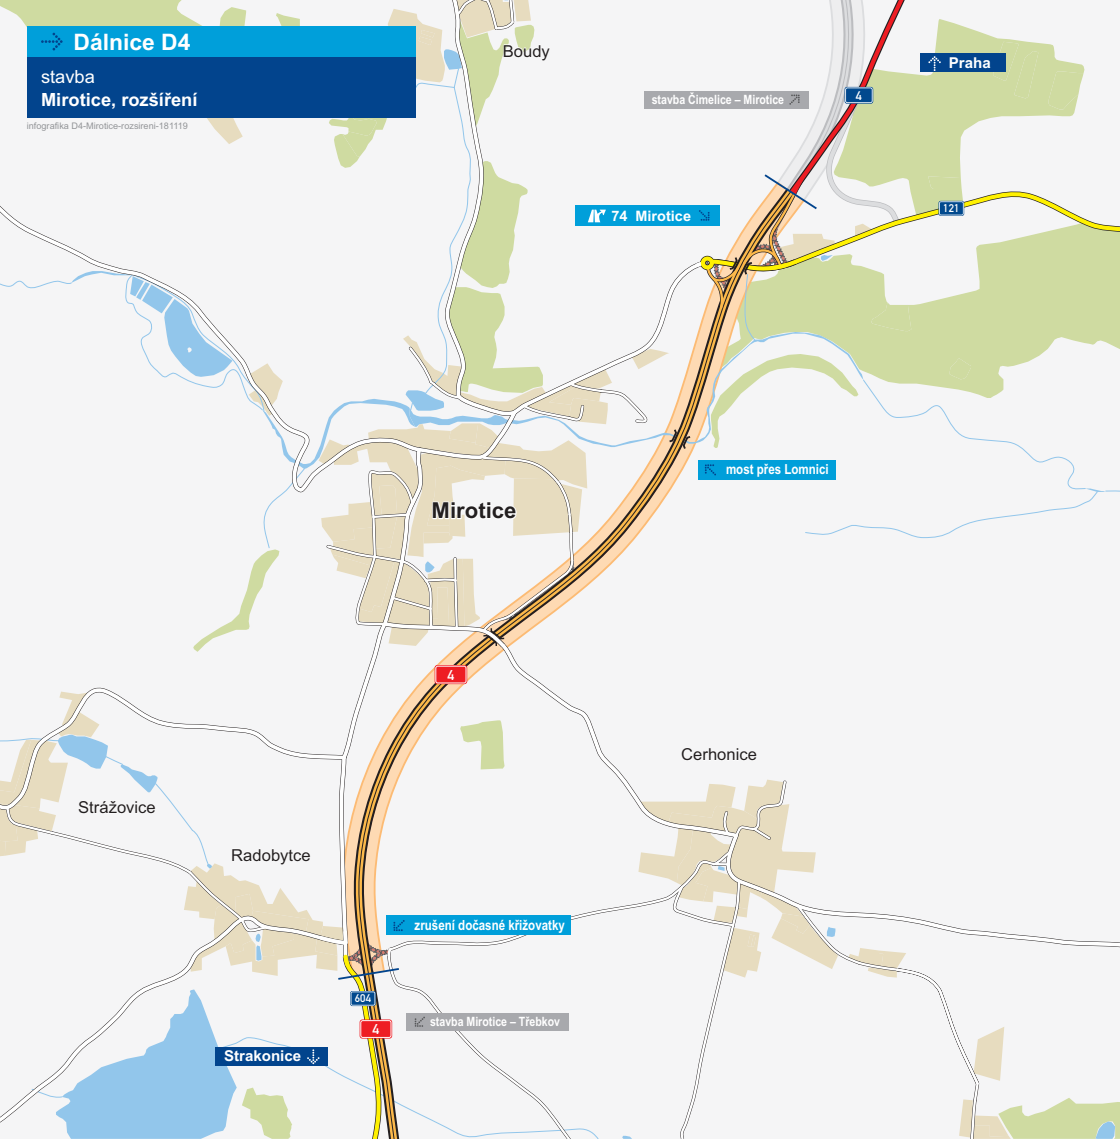 Dálnice D4
stavba
Mirotice, rozšíření
infografika D4-Mirotice-rozsireni-181119
Boudy
Praha
stavba Čimelice – Mirotice
4
121
74 Mirotice
most přes Lomnici
Mirotice
4
Cerhonice
Strážovice
Radobytce
zrušení dočasné křižovatky
604
stavba Mirotice – Třebkov
4
Strakonice